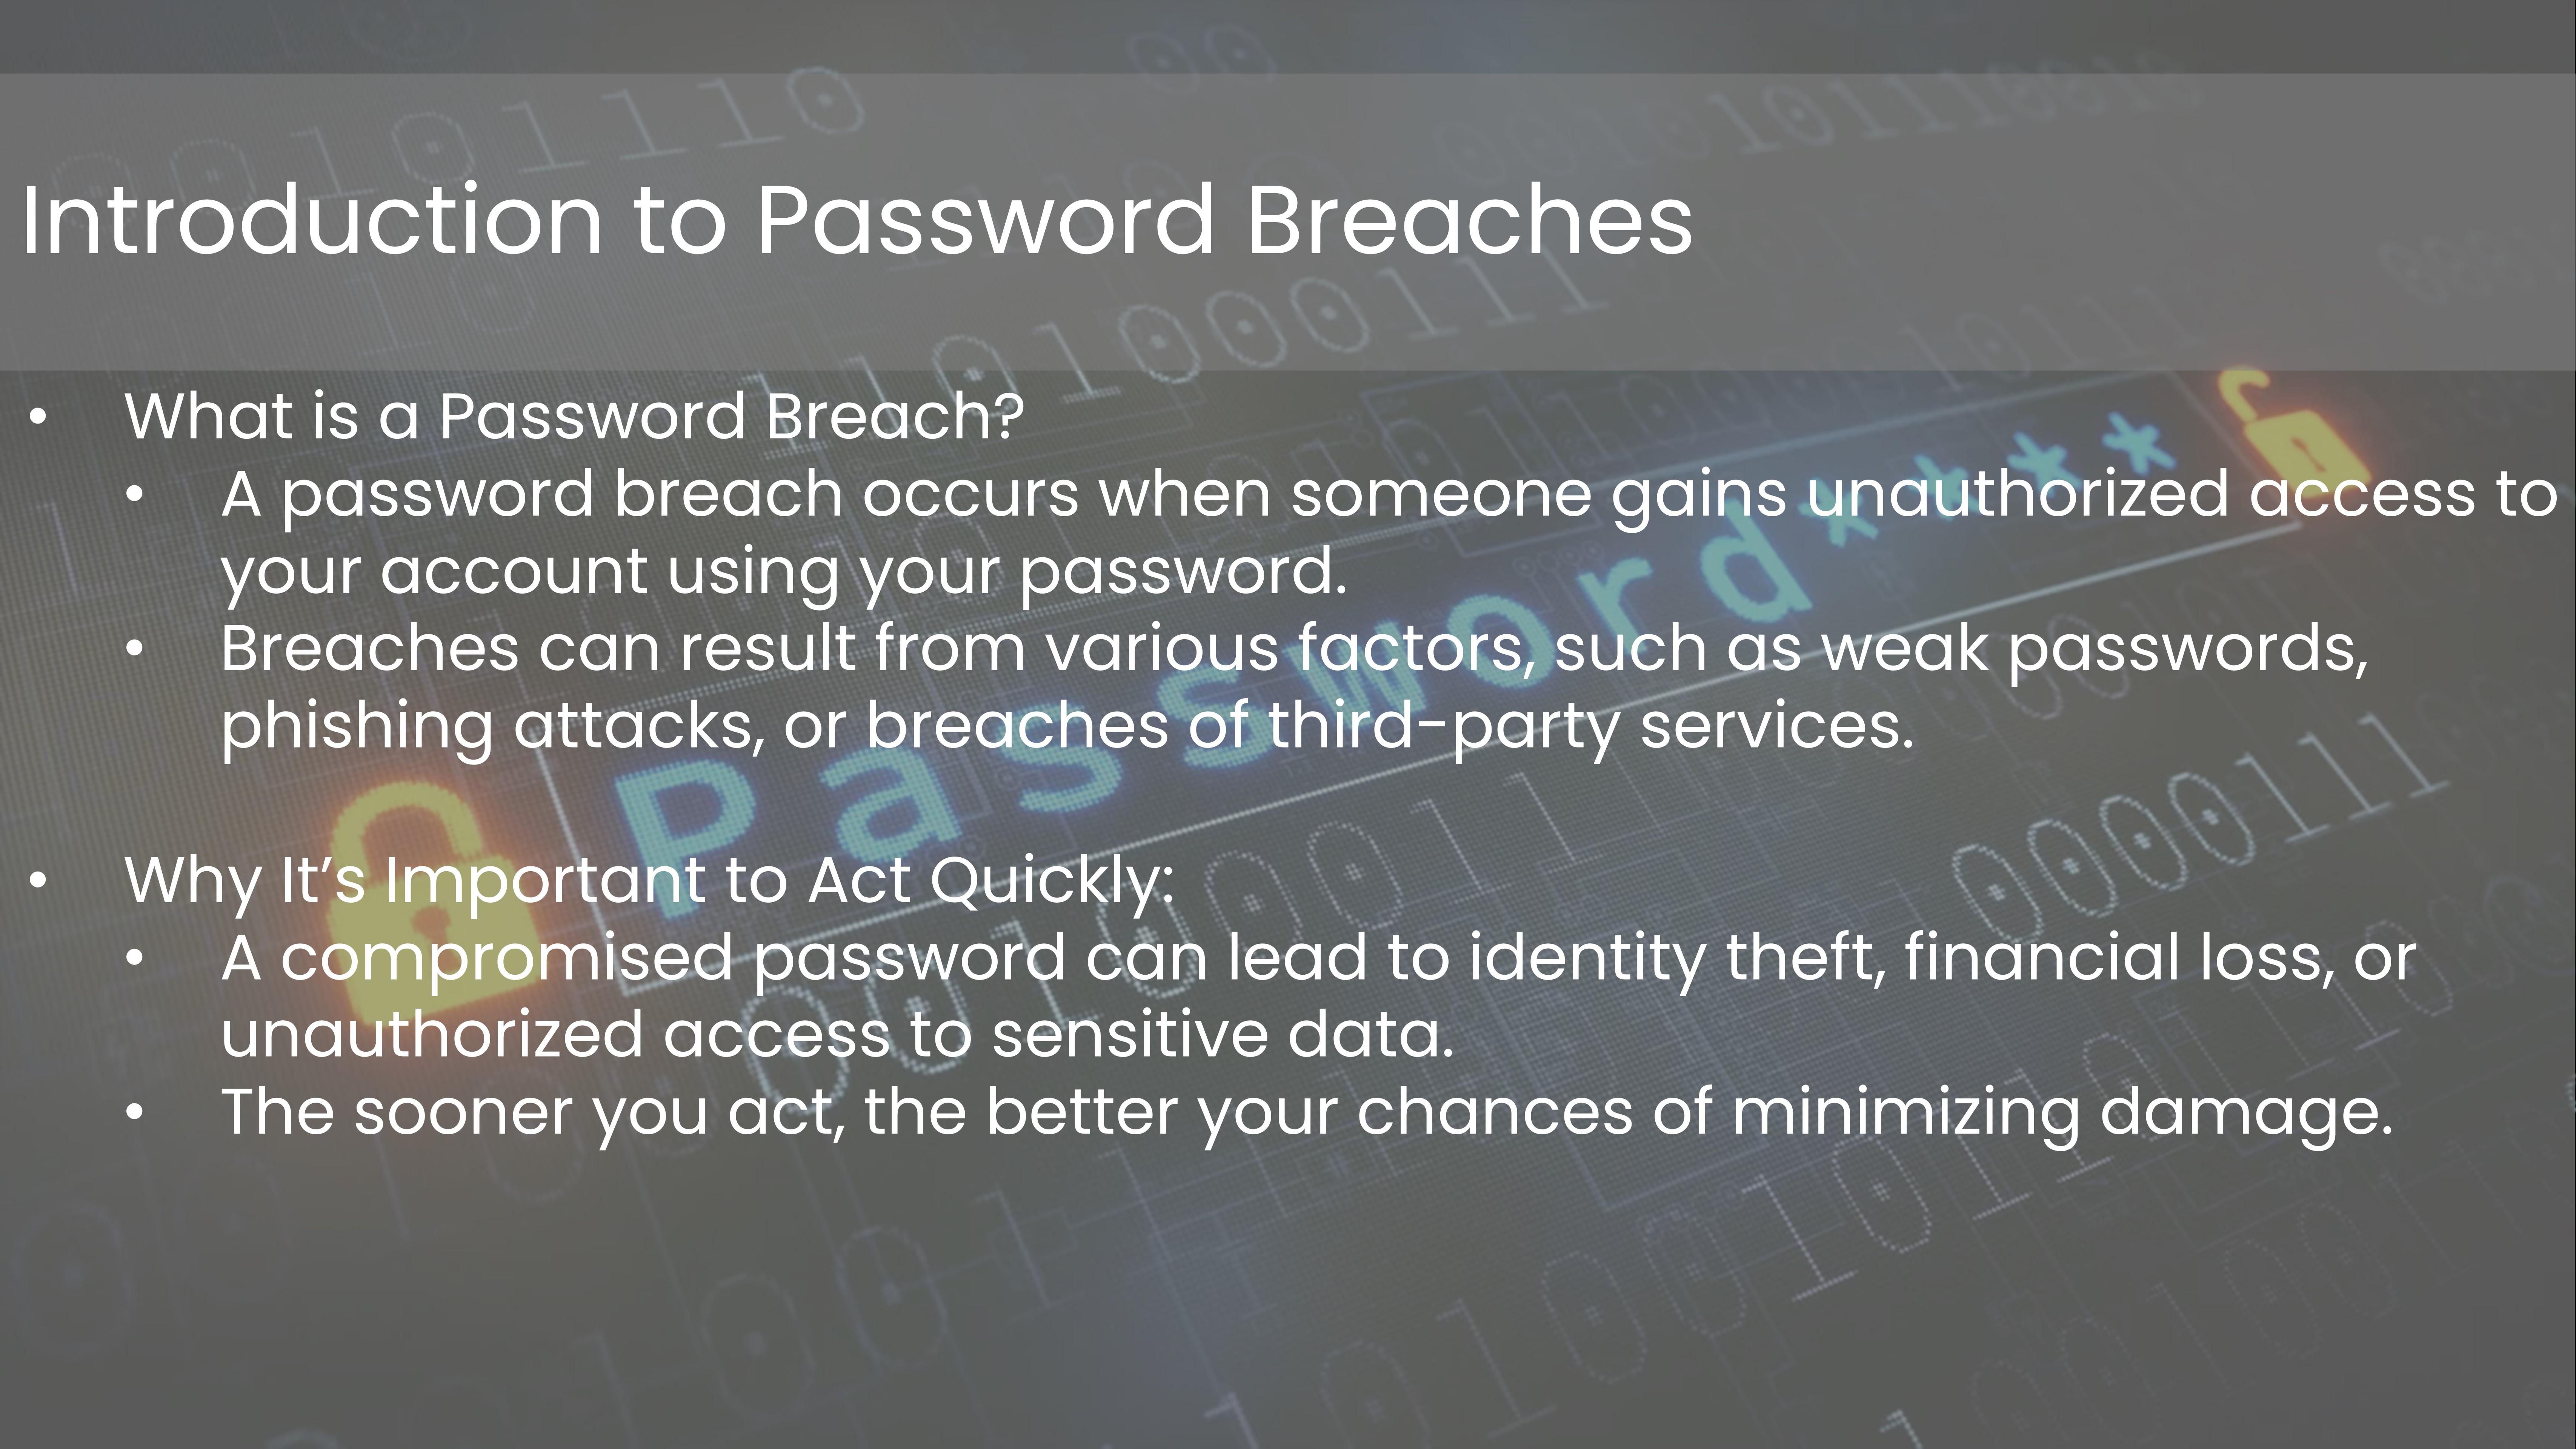 Introduction to Password Breaches
• What is a Password Breach?
• A password breach occurs when someone gains unauthorized access to
your account using your password.
• Breaches can result from various factors, such as weak passwords,
phishing attacks, or breaches of third-party services.
• Why It’s Important to Act Quickly:
• A compromised password can lead to identity theft, financial loss, or
unauthorized access to sensitive data.
• The sooner you act, the better your chances of minimizing damage.
Password****